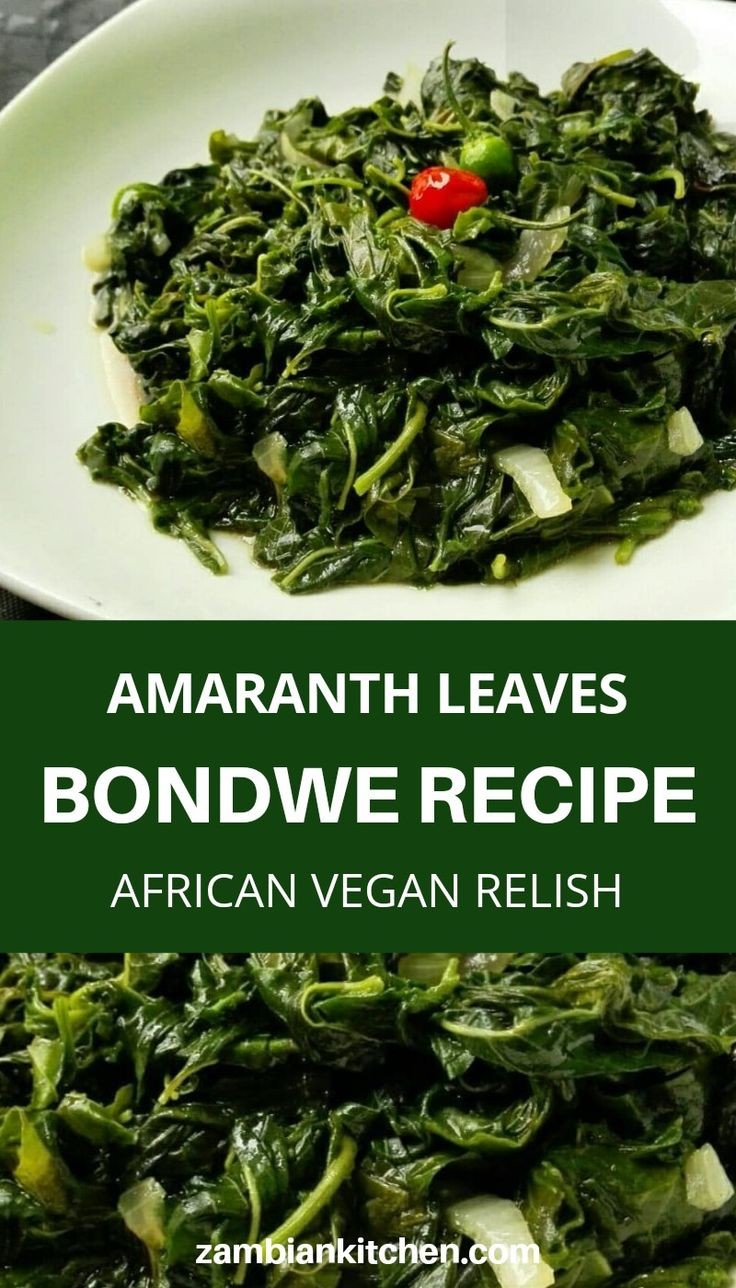 AMARANTH LEAVES
BONDWE RECIPE
AFRICAN VEGAN RELISH
zambiankitchen.com